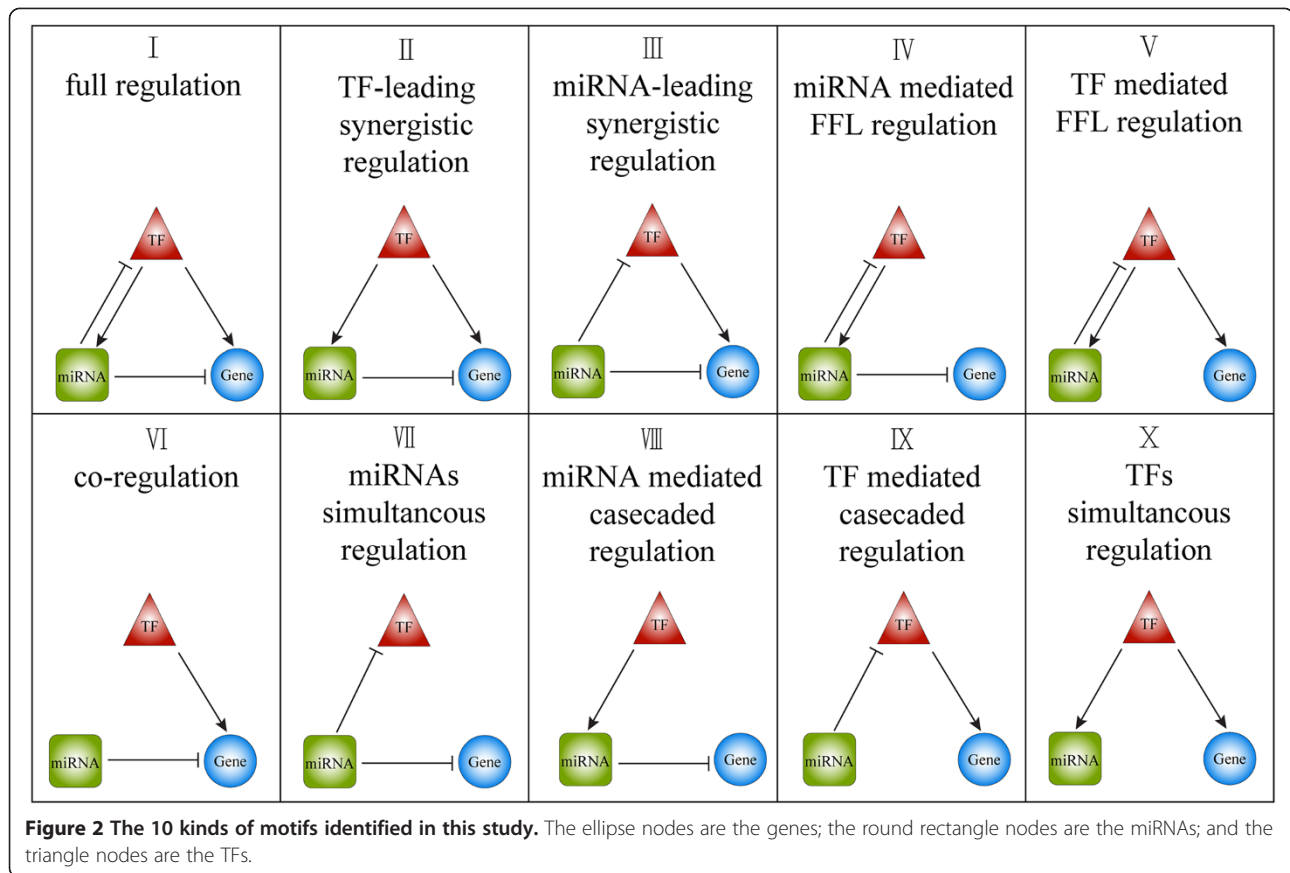 I
full regulation
TF
miRNA
Gene
II
TF-leading
synergistic
regulation
TF
miRNA
Gene
III
miRNA-leading
synergistic
regulation
TF
miRNA
Gene
IV
miRNA mediated
FFL regulation
TF
miRNA
Gene
V
TF mediated
FFL regulation
TF
miRNA
Gene
VI
co-regulation
TF
miRNA
Gene
VII
miRNAs
simultancous
regulation
TF
miRNA
Gene
VIII
miRNA mediated
casecaded
regulation
TF
miRNA
Gene
IX
TF mediated
casecaded
regulation
TF
miRNA
Gene
X
TFs
simultancous
regulation
TF
miRNA
Gene
Figure 2 The 10 kinds of motifs identified in this study. The ellipse nodes are the genes; the round rectangle nodes are the miRNAs; and the
triangle nodes are the TFs.